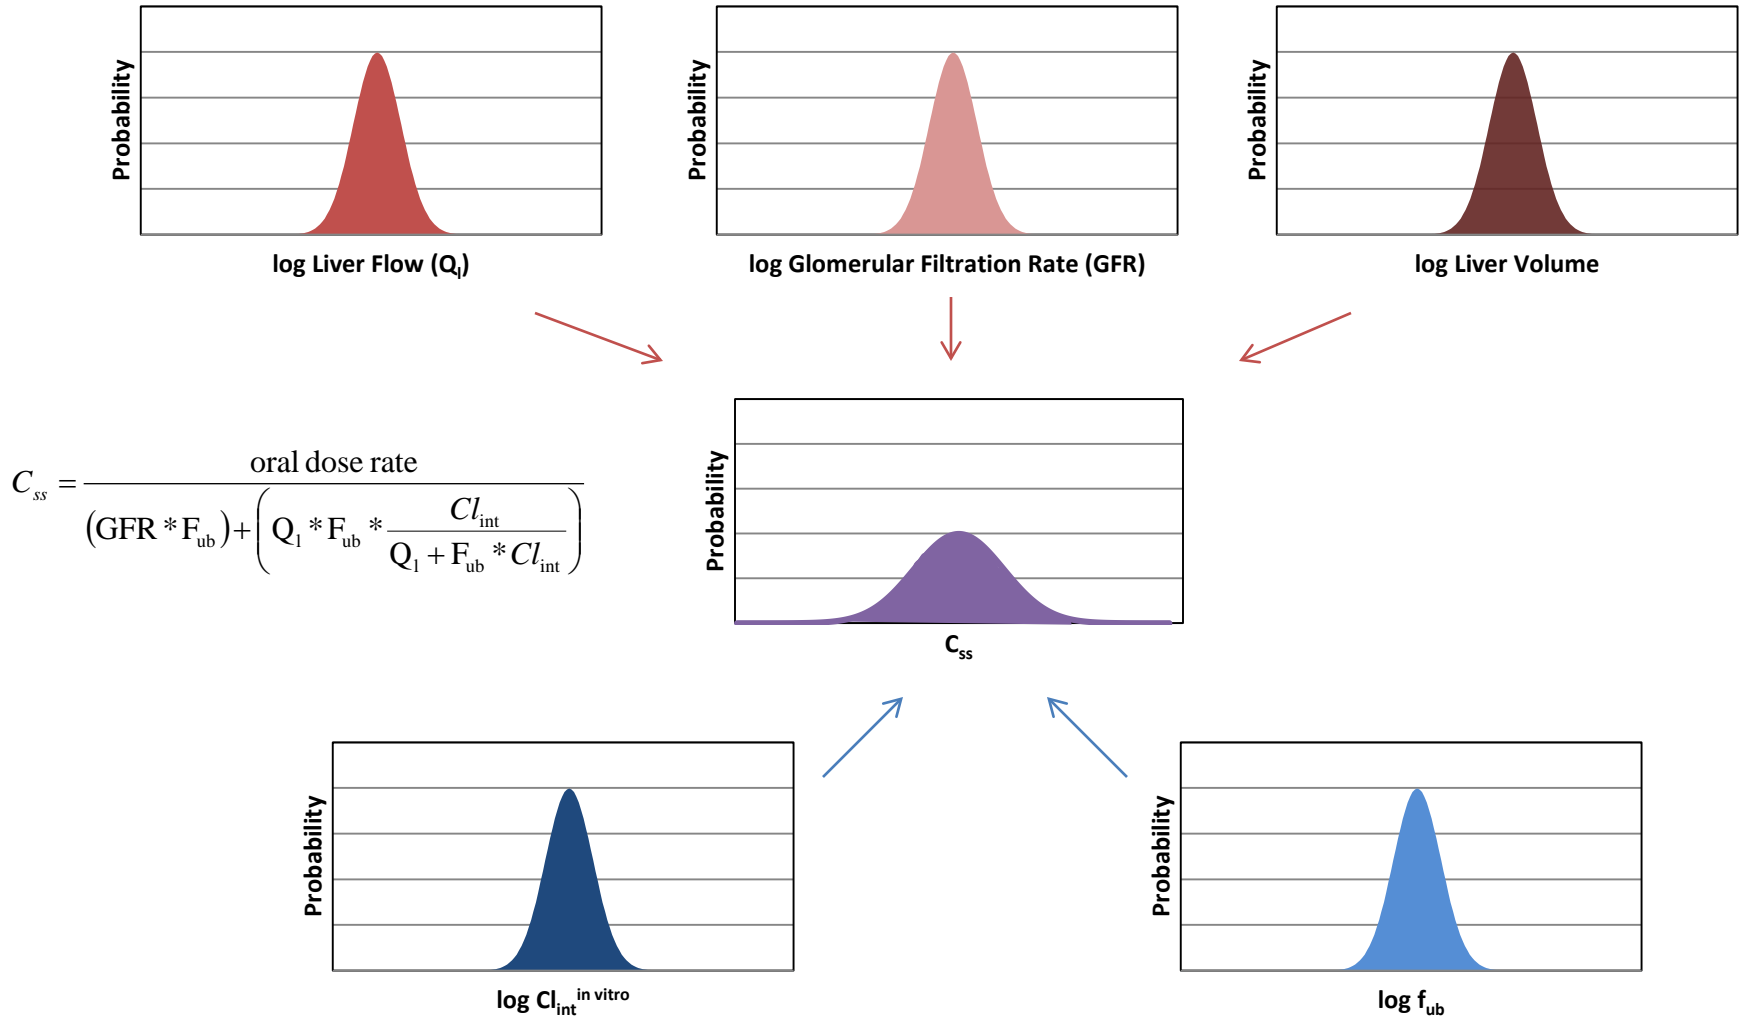 Probability
log Liver Flow (Ql)
Probability
log Glomerular Filtration Rate (GFR)
Probability
log Liver Volume
Css = oral dose rate / (GFR * Fub) + (Ql * Fub * Clint / Ql + Fub * Clint)
Probability
Css
Probability
log Clint in vitro
Probability
log fub